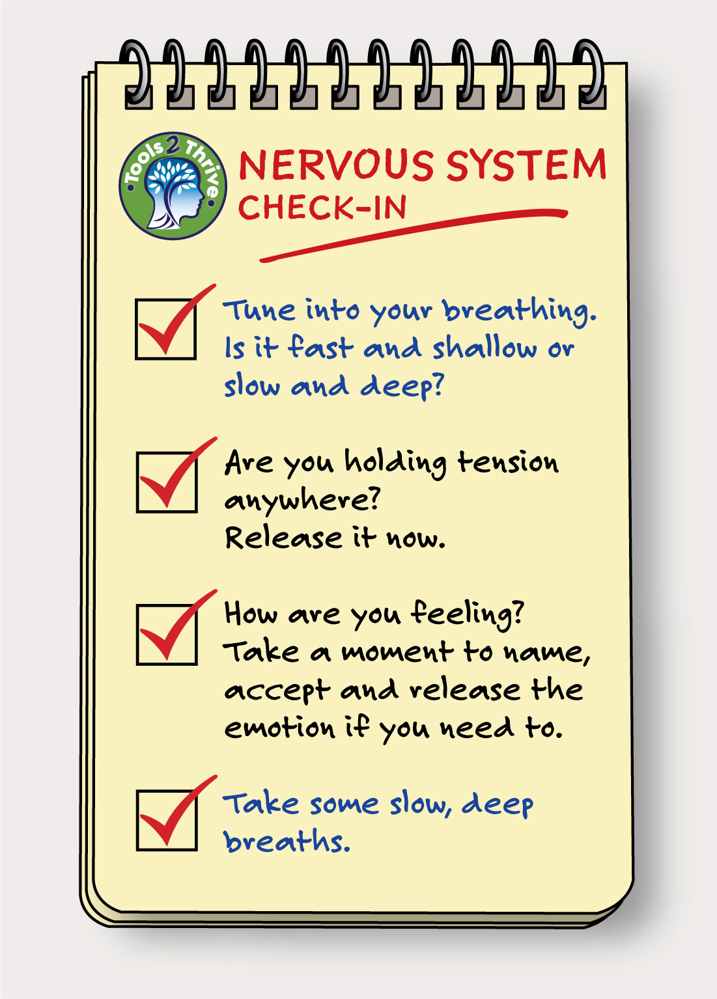 Tools 2 Thrive
NERVOUS SYSTEM
CHECK-IN
Tune into your breathing.
Is it fast and shallow or
slow and deep?
Are you holding tension
anywhere?
Release it now.
How are you feeling?
Take a moment to name,
accept and release the
emotion if you need to.
Take some slow, deep
breaths.